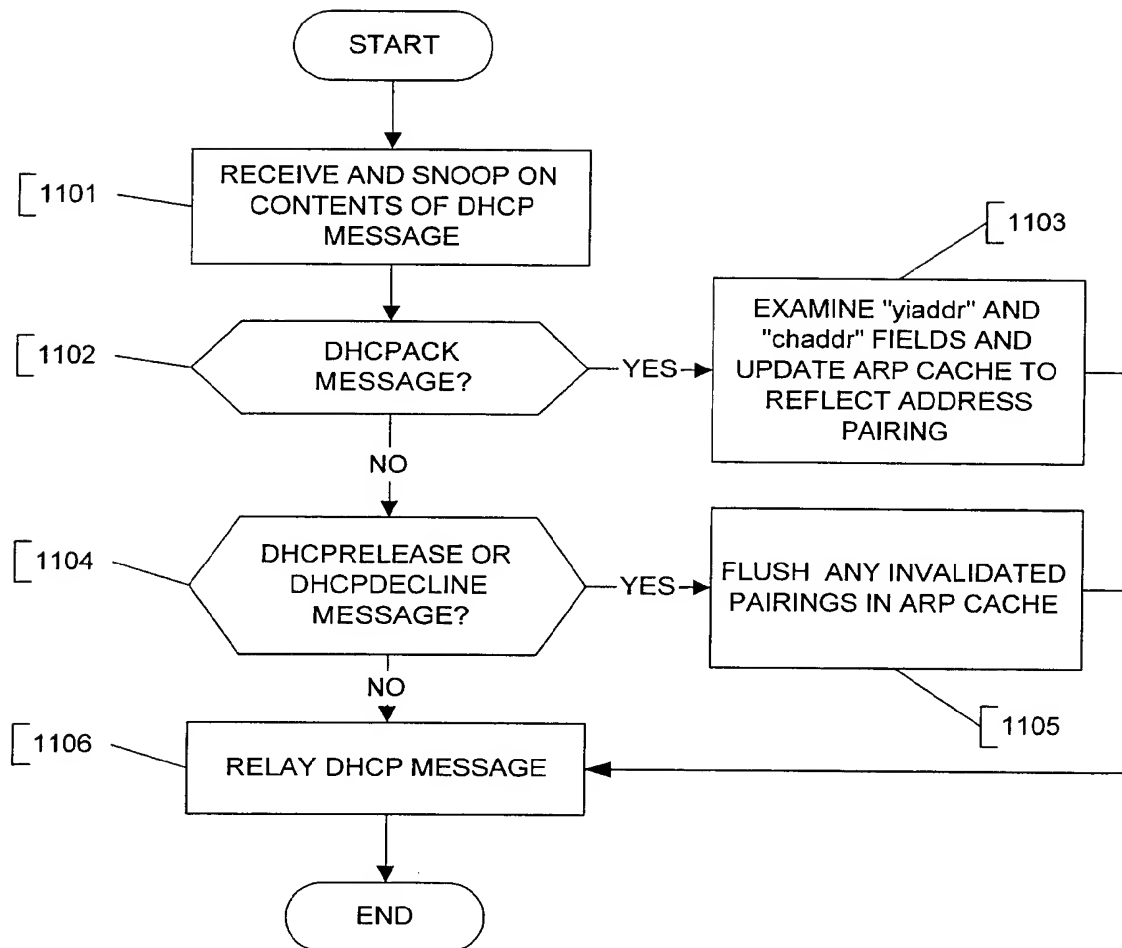 START
1101
RECEIVE AND SNOOP ON
CONTENTS OF DHCP
MESSAGE
1103
1102
DHCPACK
MESSAGE?
YES
EXAMINE "yiaddr" AND
"chaddr" FIELDS AND
UPDATE ARP CACHE TO
REFLECT ADDRESS
PAIRING
NO
1104
DHCPRELEASE OR
DHCPDECLINE
MESSAGE?
YES
FLUSH ANY INVALIDATED
PAIRINGS IN ARP CACHE
NO
1105
1106
RELAY DHCP MESSAGE
END